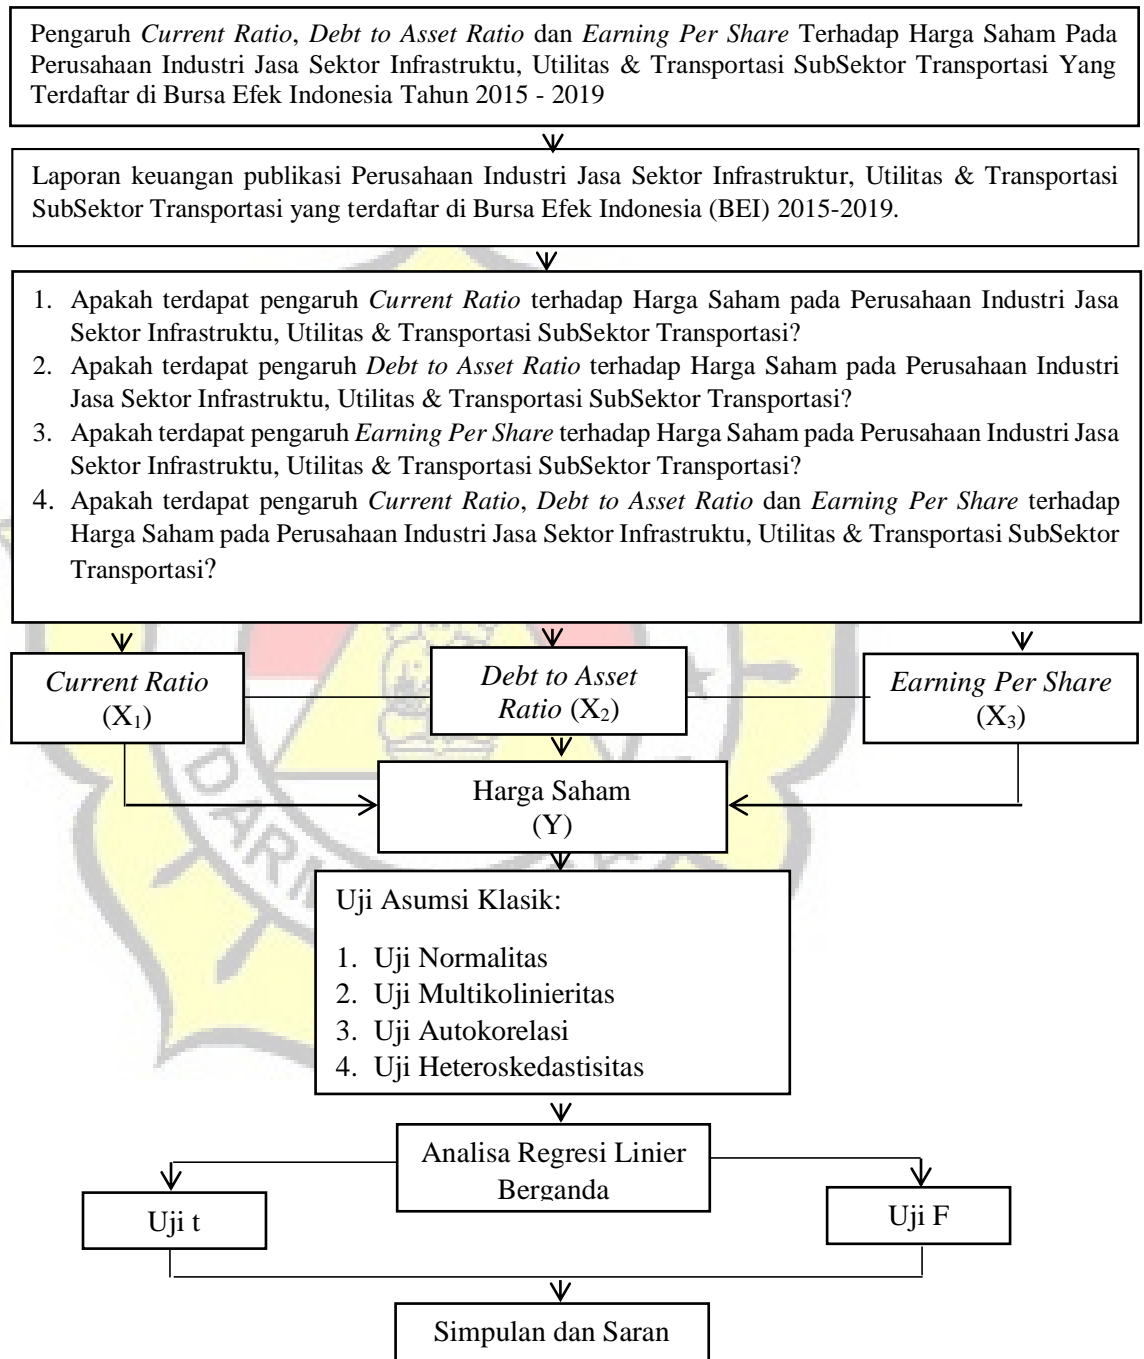 Pengaruh Current Ratio, Debt to Asset Ratio dan Earning Per Share Terhadap Harga Saham Pada
Perusahaan Industri Jasa Sektor Infrastruktu, Utilitas & Transportasi SubSektor Transportasi Yang
Terdaftar di Bursa Efek Indonesia Tahun 2015 - 2019
Laporan keuangan publikasi Perusahaan Industri Jasa Sektor Infrastruktur, Utilitas & Transportasi
SubSektor Transportasi yang terdaftar di Bursa Efek Indonesia (BEI) 2015-2019.
1. Apakah terdapat pengaruh Current Ratio terhadap Harga Saham pada Perusahaan Industri Jasa
Sektor Infrastruktu, Utilitas & Transportasi SubSektor Transportasi?
2. Apakah terdapat pengaruh Debt to Asset Ratio terhadap Harga Saham pada Perusahaan Industri
Jasa Sektor Infrastruktu, Utilitas & Transportasi SubSektor Transportasi?
3. Apakah terdapat pengaruh Earning Per Share terhadap Harga Saham pada Perusahaan Industri Jasa
Sektor Infrastruktu, Utilitas & Transportasi SubSektor Transportasi?
4. Apakah terdapat pengaruh Current Ratio, Debt to Asset Ratio dan Earning Per Share terhadap
Harga Saham pada Perusahaan Industri Jasa Sektor Infrastruktu, Utilitas & Transportasi SubSektor
Transportasi?
Current Ratio
(X₁)
Debt to Asset
Ratio (X₂)
Earning Per Share
(X₃)
Harga Saham
(Y)
Uji Asumsi Klasik:
1. Uji Normalitas
2. Uji Multikolinieritas
3. Uji Autokorelasi
4. Uji Heteroskedastisitas
Analisa Regresi Linier
Berganda
Uji t
Uji F
Simpulan dan Saran